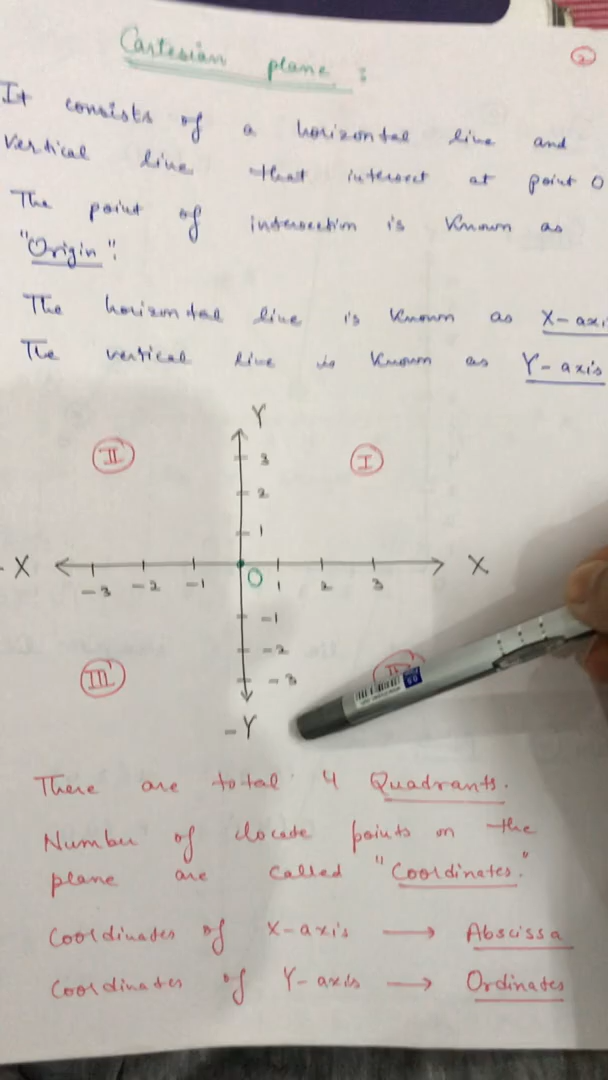 2
Cartesian plane :
It consists of a horizontal line and
vertical line that intersect at point O
The point of intersection is known as
"Origin".
The horizontal line is known as X-axi
The vertical line is known as Y-axis
Y
II
3
I
2
1
- X
O
X
-3 -2 -1 1 2 3
-1
-2
III
-3
-Y
There are total 4 Quadrants.
Number of locate points on the
plane are called "Coordinates."
Coordinates of X-axis → Abscissa
Coordinates of Y-axis → Ordinates